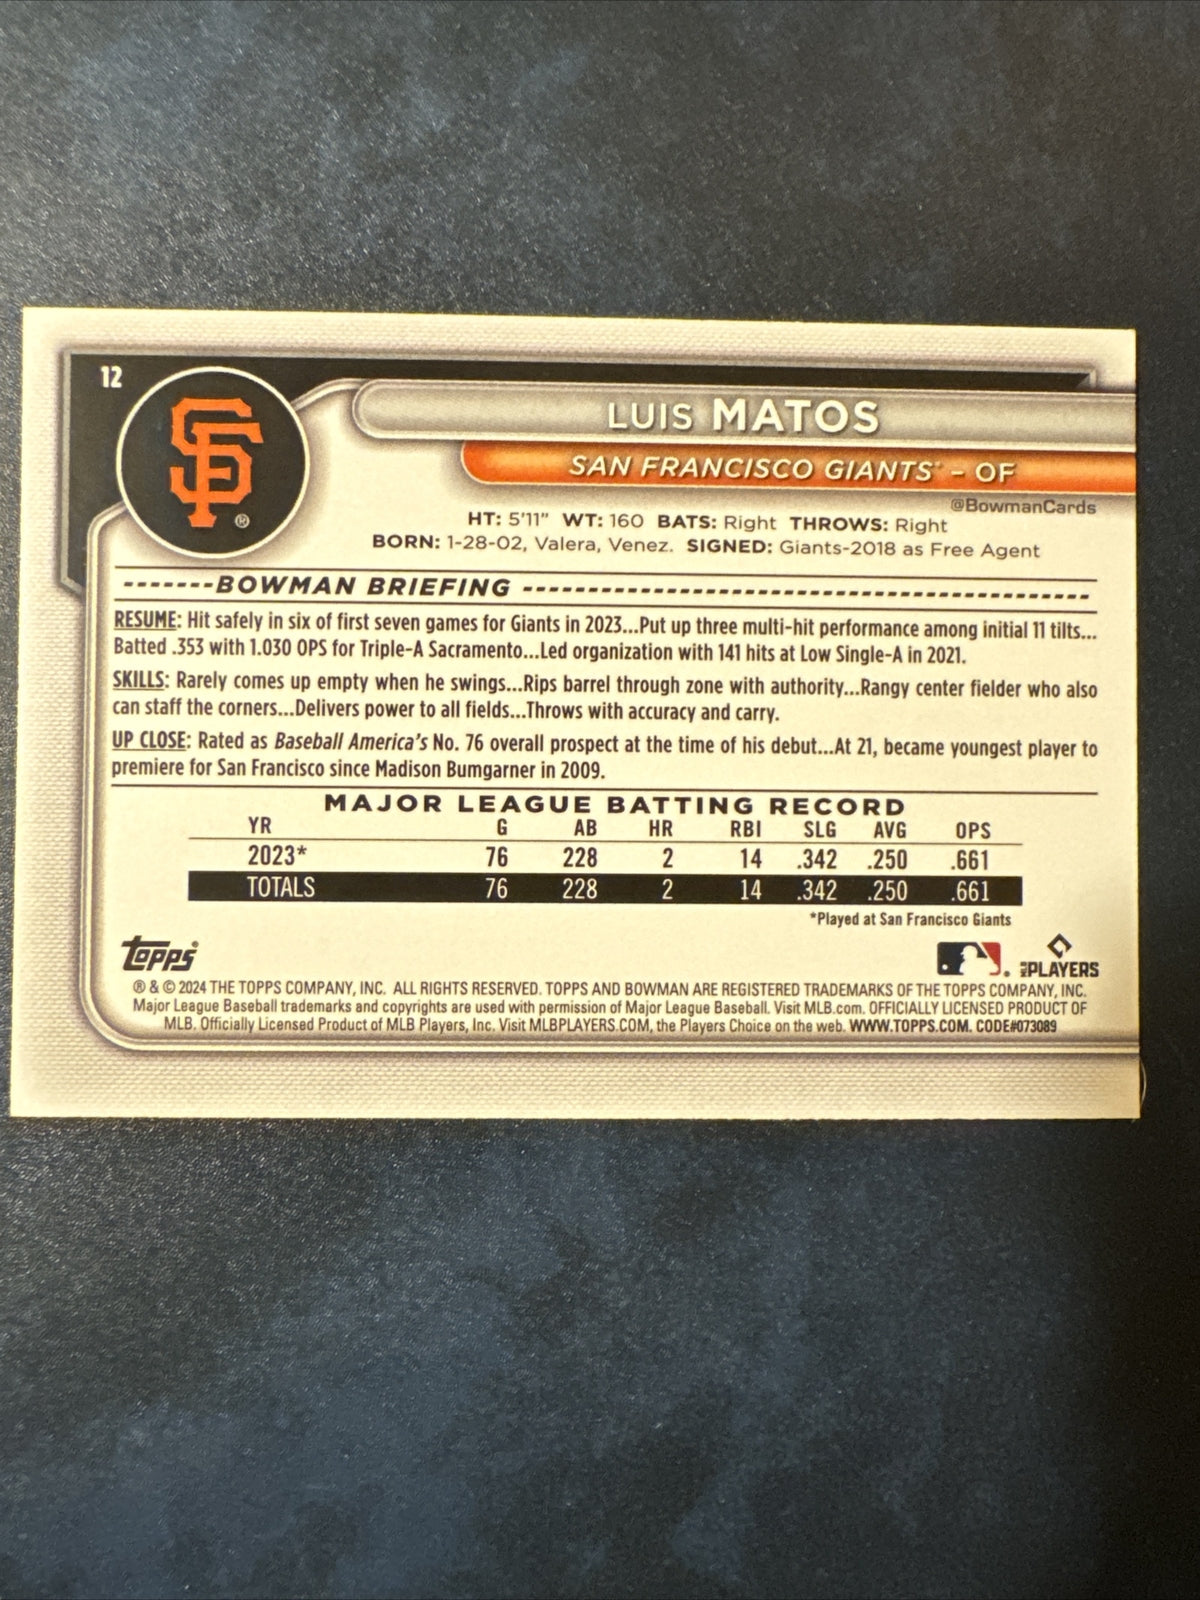 12
SF
®
LUIS MATOS
SAN FRANCISCO GIANTS® – OF
@BowmanCards
HT: 5'11" WT: 160 BATS: Right THROWS: Right
BORN: 1-28-02, Valera, Venez. SIGNED: Giants-2018 as Free Agent
BOWMAN BRIEFING
RESUME: Hit safely in six of first seven games for Giants in 2023...Put up three multi-hit performance among initial 11 tilts...
Batted .353 with 1.030 OPS for Triple-A Sacramento...Led organization with 141 hits at Low Single-A in 2021.
SKILLS: Rarely comes up empty when he swings...Rips barrel through zone with authority...Rangy center fielder who also
can staff the corners...Delivers power to all fields...Throws with accuracy and carry.
UP CLOSE: Rated as Baseball America's No. 76 overall prospect at the time of his debut...At 21, became youngest player to
premiere for San Francisco since Madison Bumgarner in 2009.
MAJOR LEAGUE BATTING RECORD
YR G AB HR RBI SLG AVG OPS
2023* 76 228 2 14 .342 .250 .661
TOTALS 76 228 2 14 .342 .250 .661
*Played at San Francisco Giants
Topps®
MLB PLAYERS
® & © 2024 THE TOPPS COMPANY, INC. ALL RIGHTS RESERVED. TOPPS AND BOWMAN ARE REGISTERED TRADEMARKS OF THE TOPPS COMPANY, INC.
Major League Baseball trademarks and copyrights are used with permission of Major League Baseball. Visit MLB.com. OFFICIALLY LICENSED PRODUCT OF
MLB. Officially Licensed Product of MLB Players, Inc. Visit MLBPLAYERS.COM, the Players Choice on the web. WWW.TOPPS.COM. CODE#073089